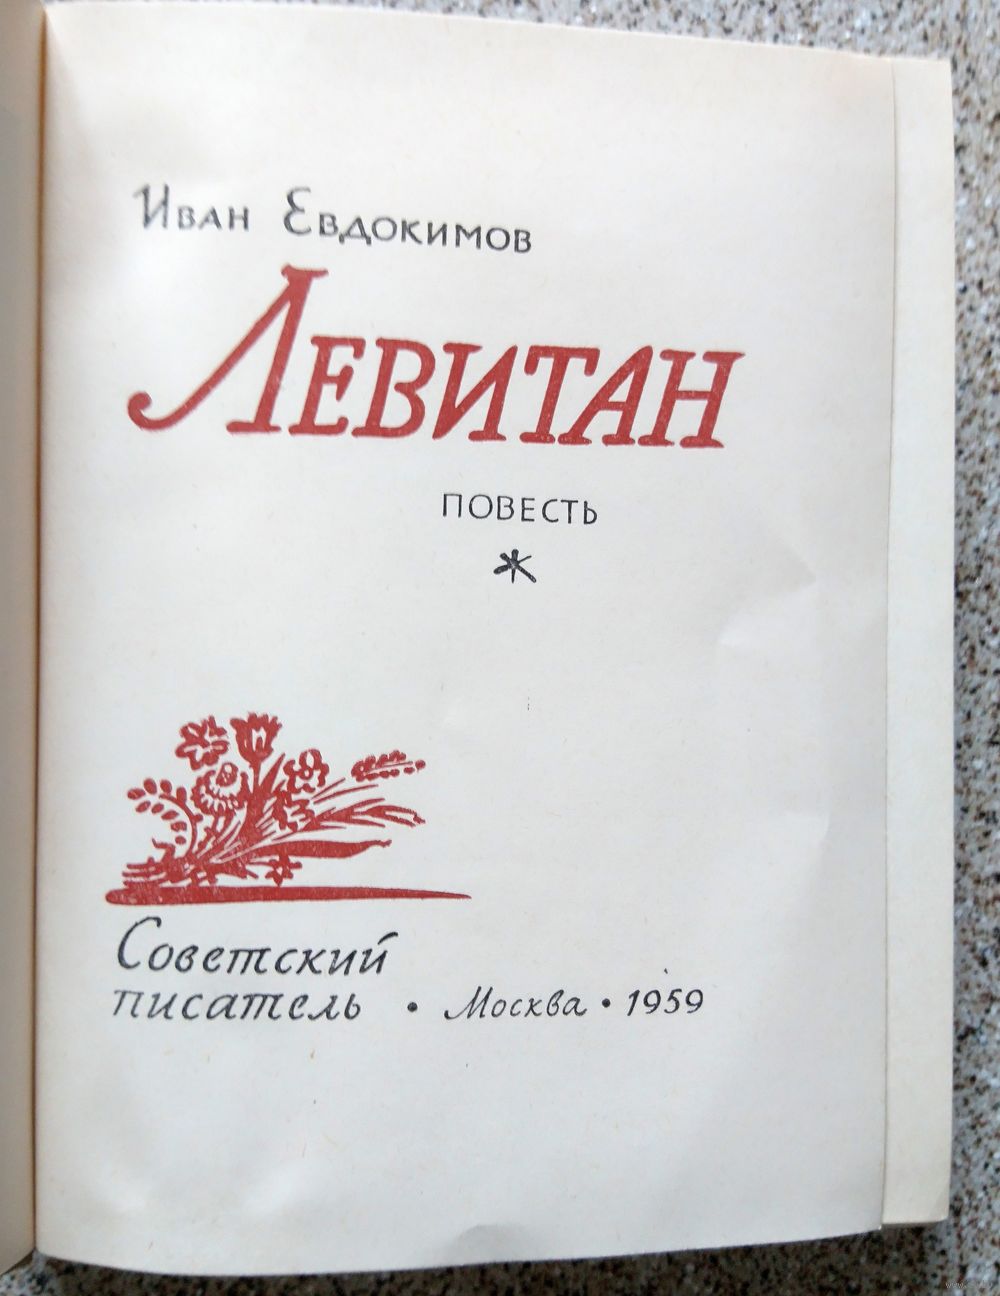 Иван Евдокимов
Левитан
ПОВЕСТЬ
Советский
писатель • Москва • 1959